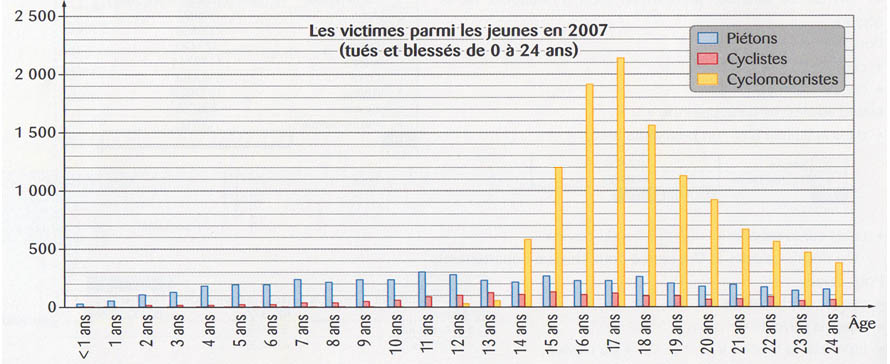 Les victimes parmi les jeunes en 2007
(tués et blessés de 0 à 24 ans)
Piétons
Cyclistes
Cyclomotoristes
2 500
2 000
1 500
1 000
500
0
< 1 ans
1 ans
2 ans
3 ans
4 ans
5 ans
6 ans
7 ans
8 ans
9 ans
10 ans
11 ans
12 ans
13 ans
14 ans
15 ans
16 ans
17 ans
18 ans
19 ans
20 ans
21 ans
22 ans
23 ans
24 ans
Âge